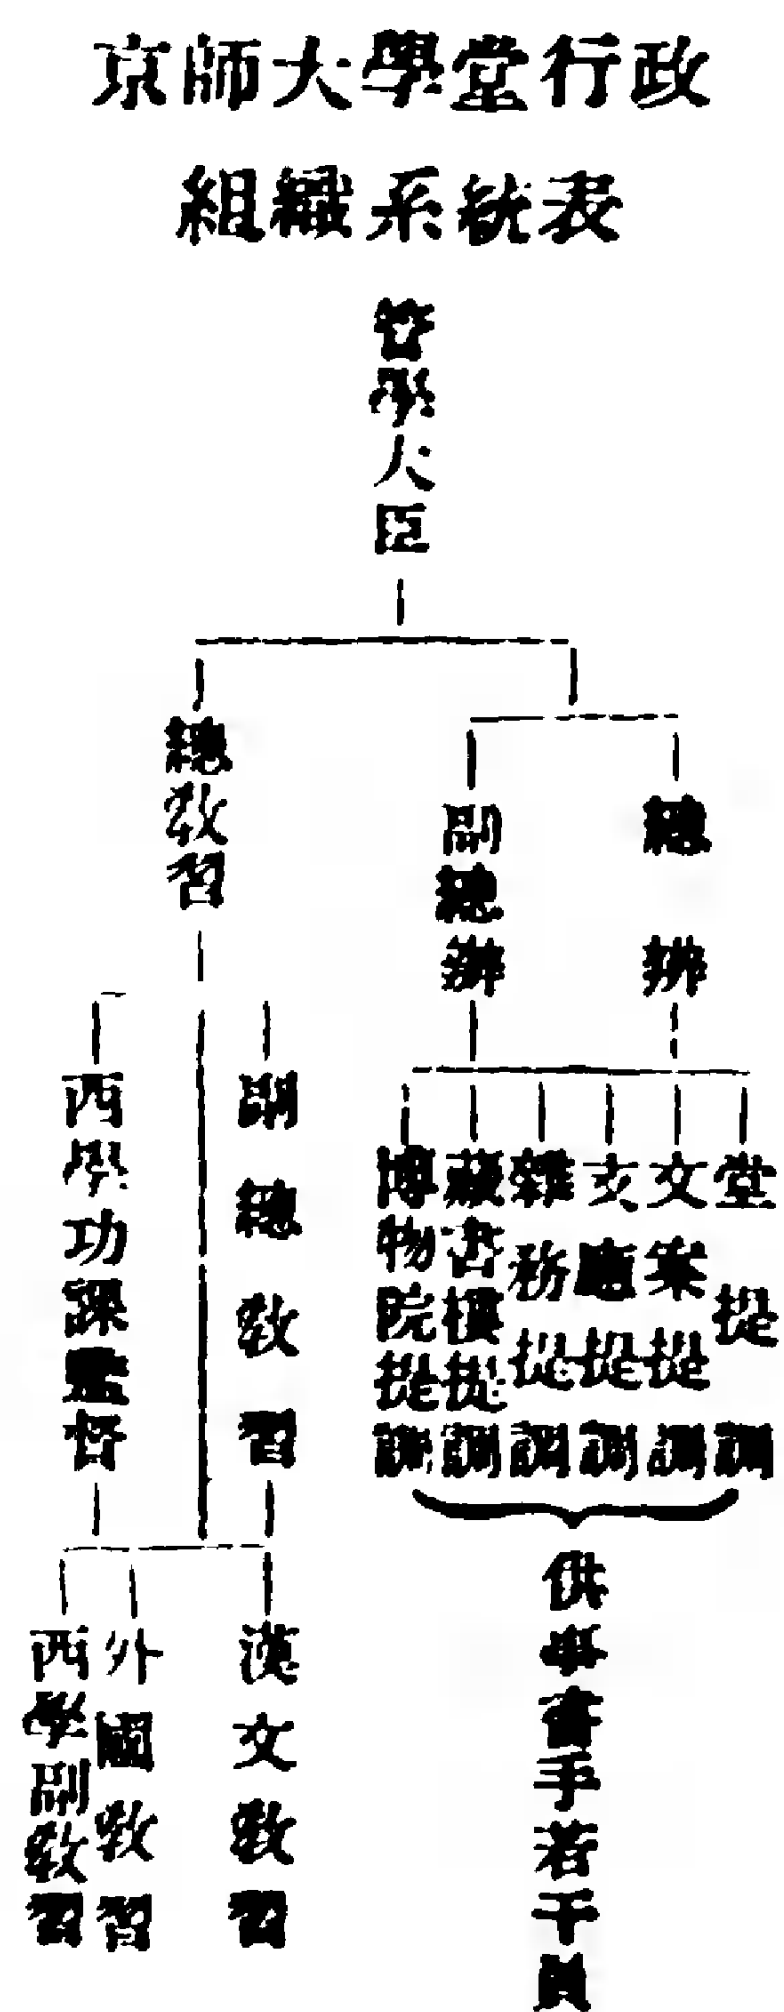 京師大學堂行政
組織系統表
管學大臣
總辦
副總辦
總教習
堂提調
文案提調
支應提調
雜務提調
藏書樓提調
博物院提調
供事書手若干員
副總教習
西學功課監督
漢文教習
外國教習
西學副教習